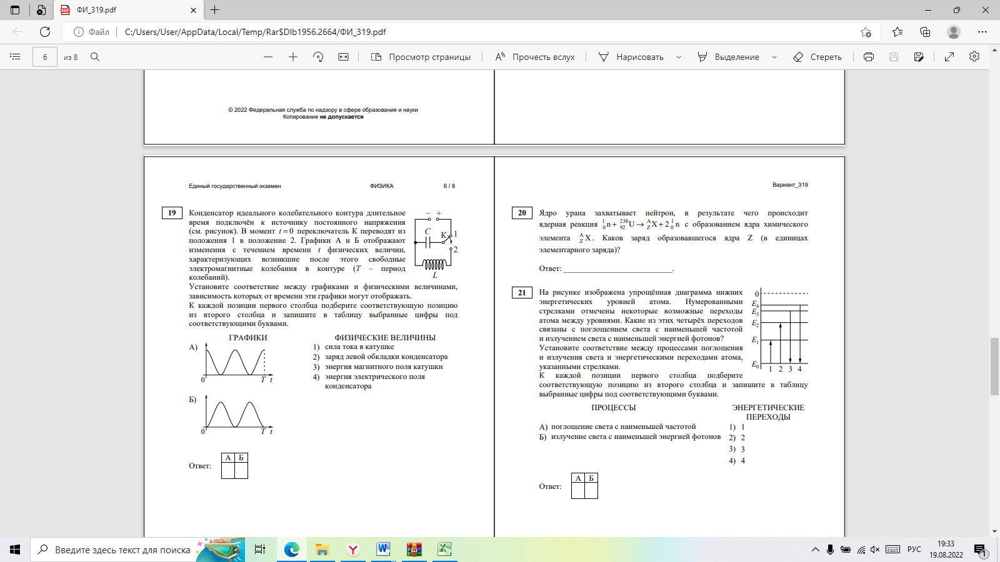 ФИ_319.pdf
Файл
C:/Users/User/AppData/Local/Temp/Rar$DIb1956.2664/ФИ_319.pdf
6
из 8
Просмотр страницы
Прочесть вслух
Нарисовать
Выделение
Стереть
© 2022 Федеральная служба по надзору в сфере образования и науки
Копирование не допускается
Единый государственный экзамен
ФИЗИКА
6 / 8
19
Конденсатор идеального колебательного контура длительное
время подключён к источнику постоянного напряжения
(см. рисунок). В момент t = 0 переключатель К переводят из
положения 1 в положение 2. Графики А и Б отображают
изменения с течением времени t физических величин,
характеризующих возникшие после этого свободные
электромагнитные колебания в контуре (T – период
колебаний).
– +
C
К
1
2
L
Установите соответствие между графиками и физическими величинами,
зависимость которых от времени эти графики могут отображать.
К каждой позиции первого столбца подберите соответствующую позицию
из второго столбца и запишите в таблицу выбранные цифры под
соответствующими буквами.
ГРАФИКИ
А)
0 T t
Б)
0 T t
ФИЗИЧЕСКИЕ ВЕЛИЧИНЫ
1) сила тока в катушке
2) заряд левой обкладки конденсатора
3) энергия магнитного поля катушки
4) энергия электрического поля
конденсатора
Ответ:
А Б
Вариант_319
20
Ядро урана захватывает нейтрон, в результате чего происходит
ядерная реакция ¹₀n + ²³⁸₉₂U → ᴬ_ZX + 2 ¹₀n с образованием ядра химического
элемента ᴬ_ZX. Каков заряд образовавшегося ядра Z (в единицах
элементарного заряда)?
Ответ: ___________________________.
21
На рисунке изображена упрощённая диаграмма нижних
энергетических уровней атома. Нумерованными
стрелками отмечены некоторые возможные переходы
атома между уровнями. Какие из этих четырёх переходов
связаны с поглощением света с наименьшей частотой
и излучением света с наименьшей энергией фотонов?
Установите соответствие между процессами поглощения
и излучения света и энергетическими переходами атома,
указанными стрелками.
К каждой позиции первого столбца подберите
соответствующую позицию из второго столбца и запишите в таблицу
выбранные цифры под соответствующими буквами.
0
E₄
E₃
E₂
E₁
E₀
1 2 3 4
ПРОЦЕССЫ
А) поглощение света с наименьшей частотой
Б) излучение света с наименьшей энергией фотонов
ЭНЕРГЕТИЧЕСКИЕ
ПЕРЕХОДЫ
1) 1
2) 2
3) 3
4) 4
Ответ:
А Б
Введите здесь текст для поиска
РУС
19:33
19.08.2022
1